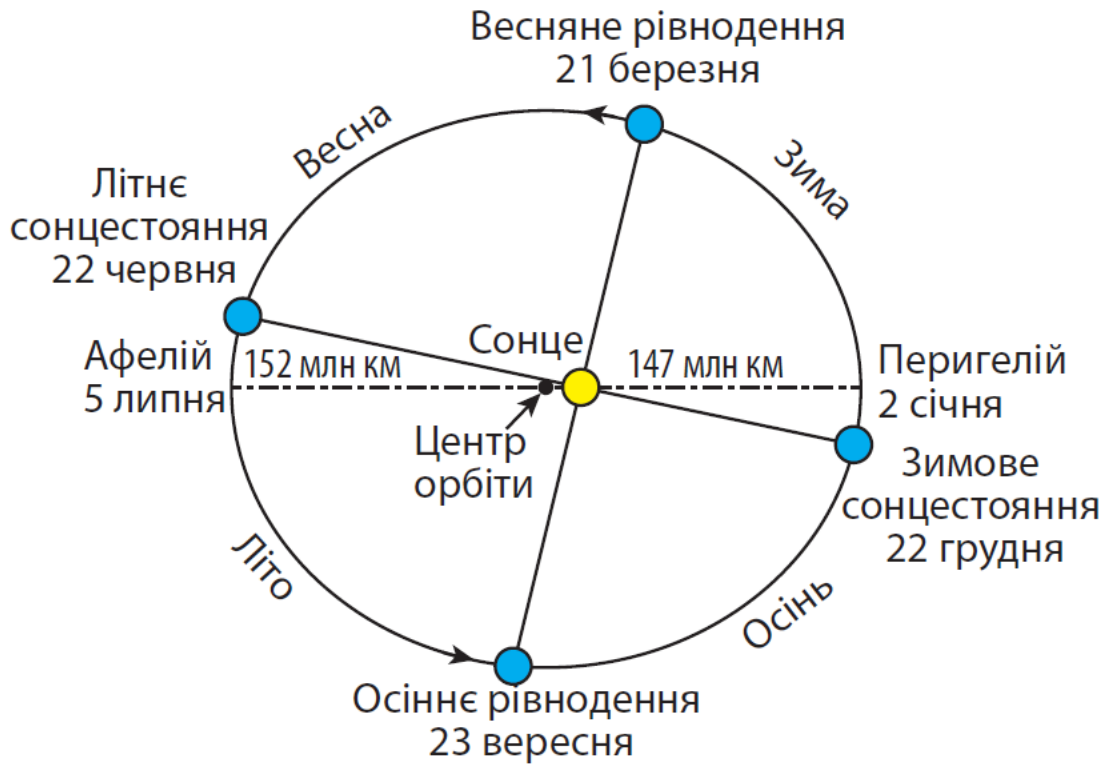 Весняне рівнодення
21 березня
Весна
Зима
Літнє
сонцестояння
22 червня
Сонце
Афелій
5 липня
152 млн км
147 млн км
Перигелій
2 січня
Центр
орбіти
Зимове
сонцестояння
22 грудня
Літо
Осінь
Осіннє рівнодення
23 вересня